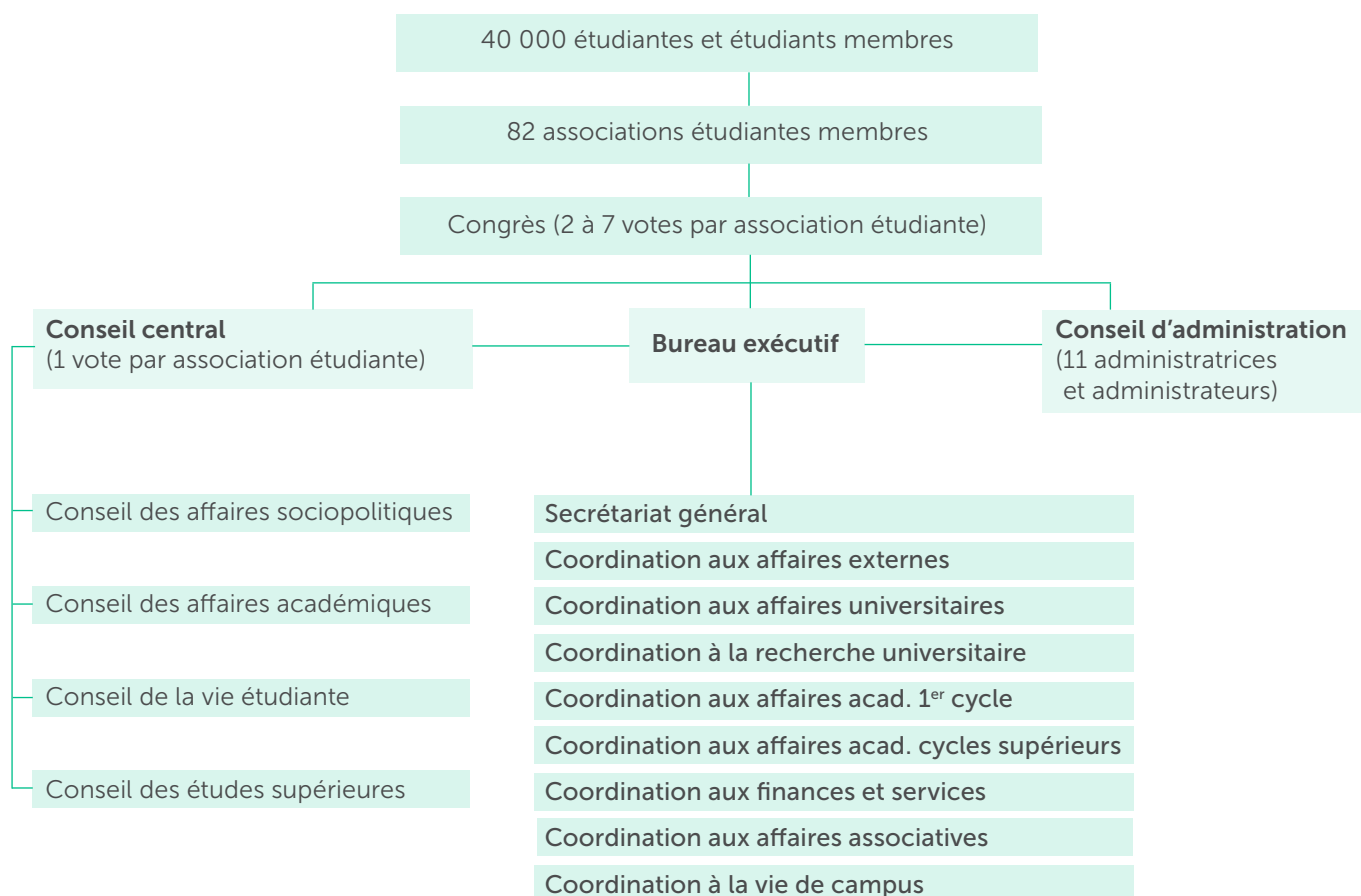 40 000 étudiantes et étudiants membres
82 associations étudiantes membres
Congrès (2 à 7 votes par association étudiante)
Conseil central
(1 vote par association étudiante)
Bureau exécutif
Conseil d'administration
(11 administratrices
et administrateurs)
Conseil des affaires sociopolitiques
Conseil des affaires académiques
Conseil de la vie étudiante
Conseil des études supérieures
Secrétariat général
Coordination aux affaires externes
Coordination aux affaires universitaires
Coordination à la recherche universitaire
Coordination aux affaires acad. 1er cycle
Coordination aux affaires acad. cycles supérieurs
Coordination aux finances et services
Coordination aux affaires associatives
Coordination à la vie de campus